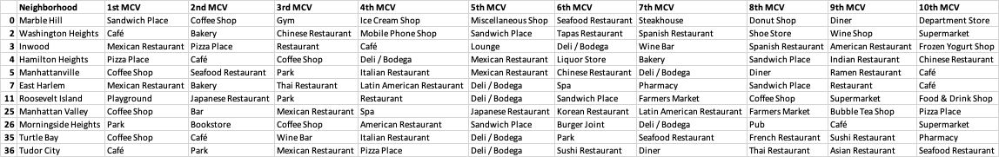 Neighborhood 1st MCV 2nd MCV 3rd MCV 4th MCV 5th MCV 6th MCV 7th MCV 8th MCV 9th MCV 10th MCV
0 Marble Hill Sandwich Place Coffee Shop Gym Ice Cream Shop Miscellaneous Shop Seafood Restaurant Steakhouse Donut Shop Diner Department Store
2 Washington Heights Café Bakery Chinese Restaurant Mobile Phone Shop Sandwich Place Tapas Restaurant Spanish Restaurant Shoe Store Wine Shop Supermarket
3 Inwood Mexican Restaurant Pizza Place Restaurant Café Lounge Deli / Bodega Wine Bar Spanish Restaurant American Restaurant Frozen Yogurt Shop
4 Hamilton Heights Pizza Place Café Coffee Shop Deli / Bodega Mexican Restaurant Liquor Store Bakery Sandwich Place Indian Restaurant Chinese Restaurant
5 Manhattanville Coffee Shop Seafood Restaurant Park Italian Restaurant Mexican Restaurant Chinese Restaurant Deli / Bodega Diner Ramen Restaurant Café
7 East Harlem Mexican Restaurant Bakery Thai Restaurant Latin American Restaurant Deli / Bodega Spa Pharmacy Sandwich Place Restaurant Café
11 Roosevelt Island Playground Japanese Restaurant Park Restaurant Deli / Bodega Sandwich Place Farmers Market Coffee Shop Supermarket Food & Drink Shop
25 Manhattan Valley Coffee Shop Bar Mexican Restaurant Spa Japanese Restaurant Korean Restaurant Latin American Restaurant Farmers Market Bubble Tea Shop Pizza Place
26 Morningside Heights Park Bookstore Coffee Shop American Restaurant Sandwich Place Burger Joint Deli / Bodega Pub Café Supermarket
35 Turtle Bay Coffee Shop Café Wine Bar Italian Restaurant Deli / Bodega Park Seafood Restaurant French Restaurant Sushi Restaurant Pharmacy
36 Tudor City Café Park Mexican Restaurant Pizza Place Deli / Bodega Sushi Restaurant Diner Thai Restaurant Asian Restaurant Seafood Restaurant